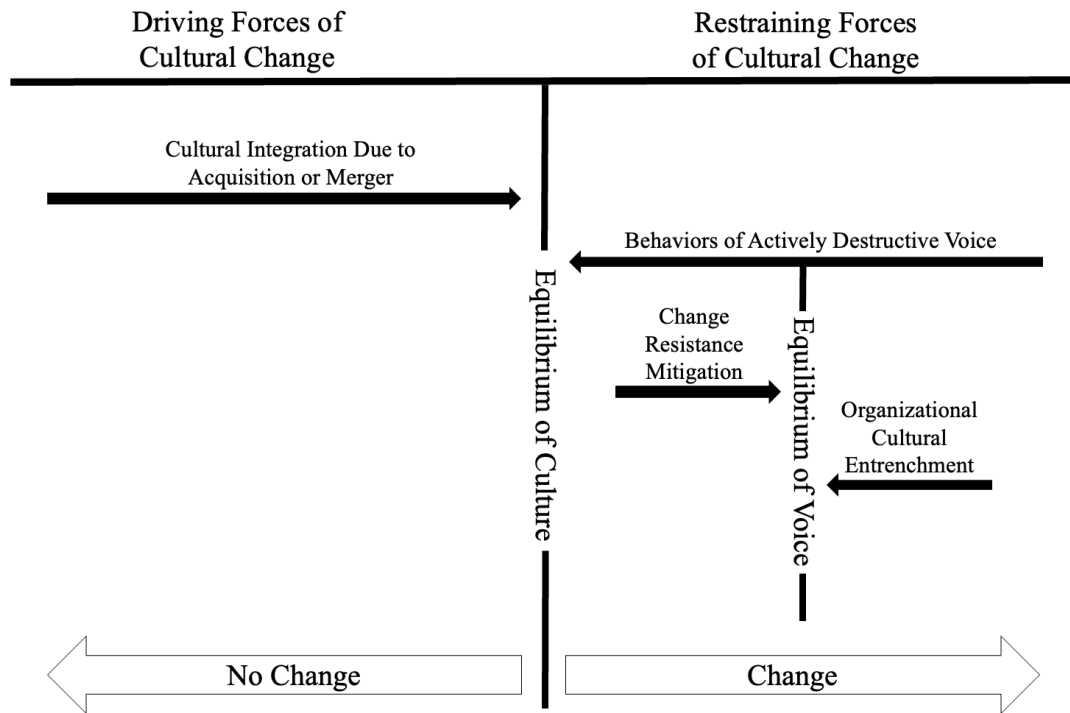 Driving Forces of
Cultural Change
Restraining Forces
of Cultural Change
Cultural Integration Due to
Acquisition or Merger
Behaviors of Actively Destructive Voice
Equilibrium of Culture
Change
Resistance
Mitigation
Equilibrium of Voice
Organizational
Cultural
Entrenchment
No Change
Change